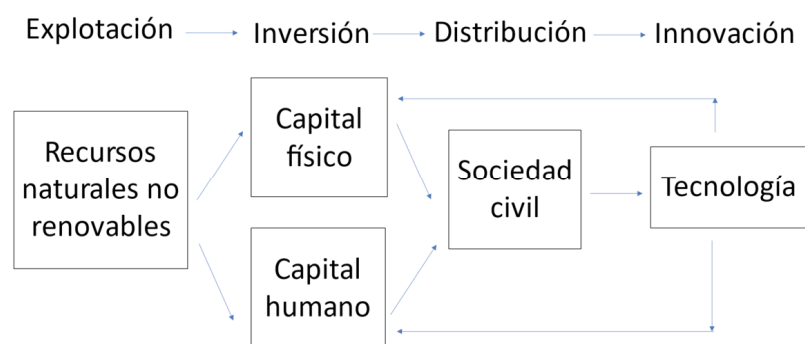 Explotación Inversión Distribución Innovación
Recursos
naturales no
renovables
Capital
físico
Capital
humano
Sociedad
civil
Tecnología